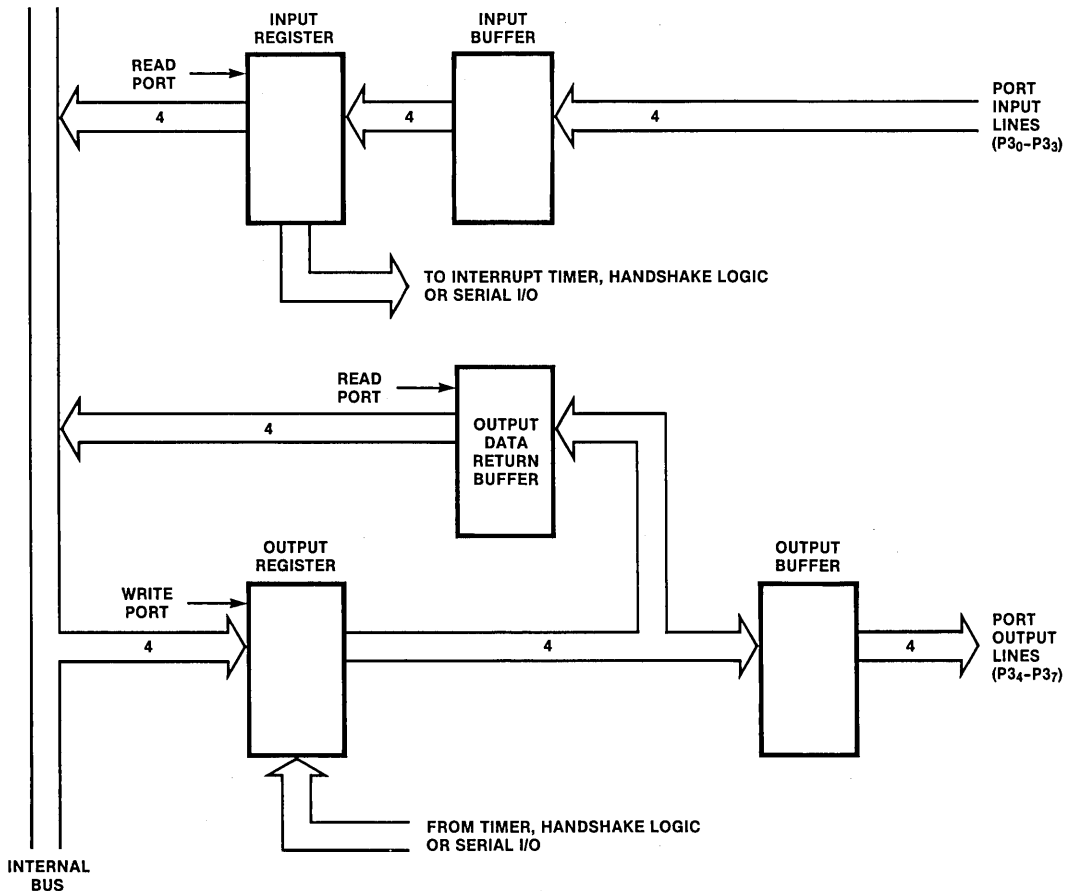 INPUT
REGISTER
INPUT
BUFFER
READ
PORT
4
4
4
PORT
INPUT
LINES
(P3₀-P3₃)
TO INTERRUPT TIMER, HANDSHAKE LOGIC
OR SERIAL I/O
READ
PORT
4
OUTPUT
DATA
RETURN
BUFFER
OUTPUT
REGISTER
OUTPUT
BUFFER
WRITE
PORT
4
4
4
PORT
OUTPUT
LINES
(P3₄-P3₇)
FROM TIMER, HANDSHAKE LOGIC
OR SERIAL I/O
INTERNAL
BUS